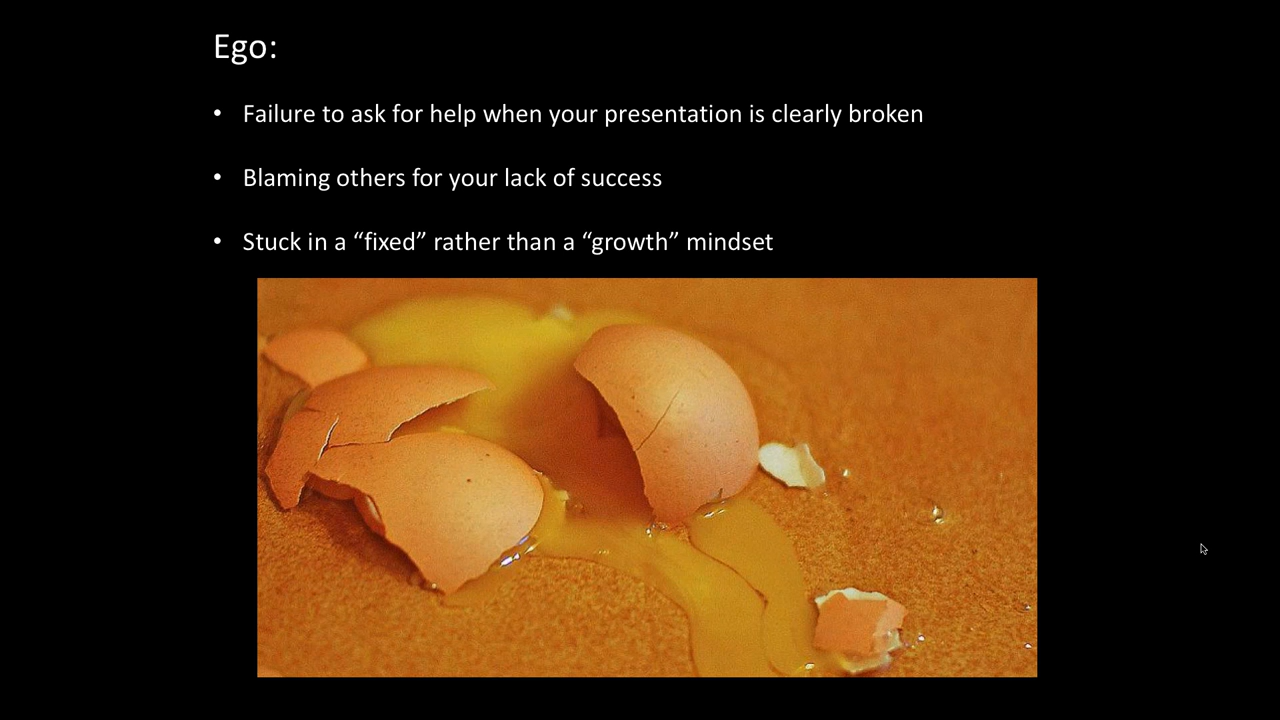 Ego:
• Failure to ask for help when your presentation is clearly broken
• Blaming others for your lack of success
• Stuck in a “fixed” rather than a “growth” mindset